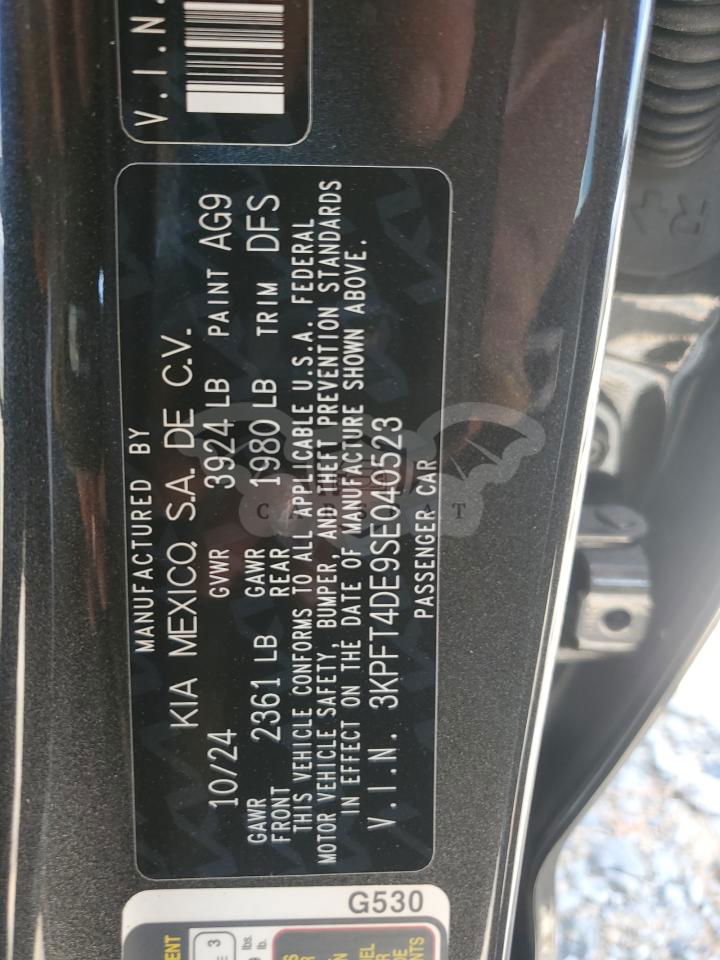 V.I.N.
MANUFACTURED BY
KIA MEXICO, S.A. DE C.V.
10/24 GVWR 3924 LB PAINT AG9
GAWR FRONT 2361 LB GAWR REAR 1980 LB TRIM DFS
THIS VEHICLE CONFORMS TO ALL APPLICABLE U.S.A. FEDERAL
MOTOR VEHICLE SAFETY, BUMPER, AND THEFT PREVENTION STANDARDS
IN EFFECT ON THE DATE OF MANUFACTURE SHOWN ABOVE.
V.I.N. 3KPFT4DE9SE040523
PASSENGER CAR
G530